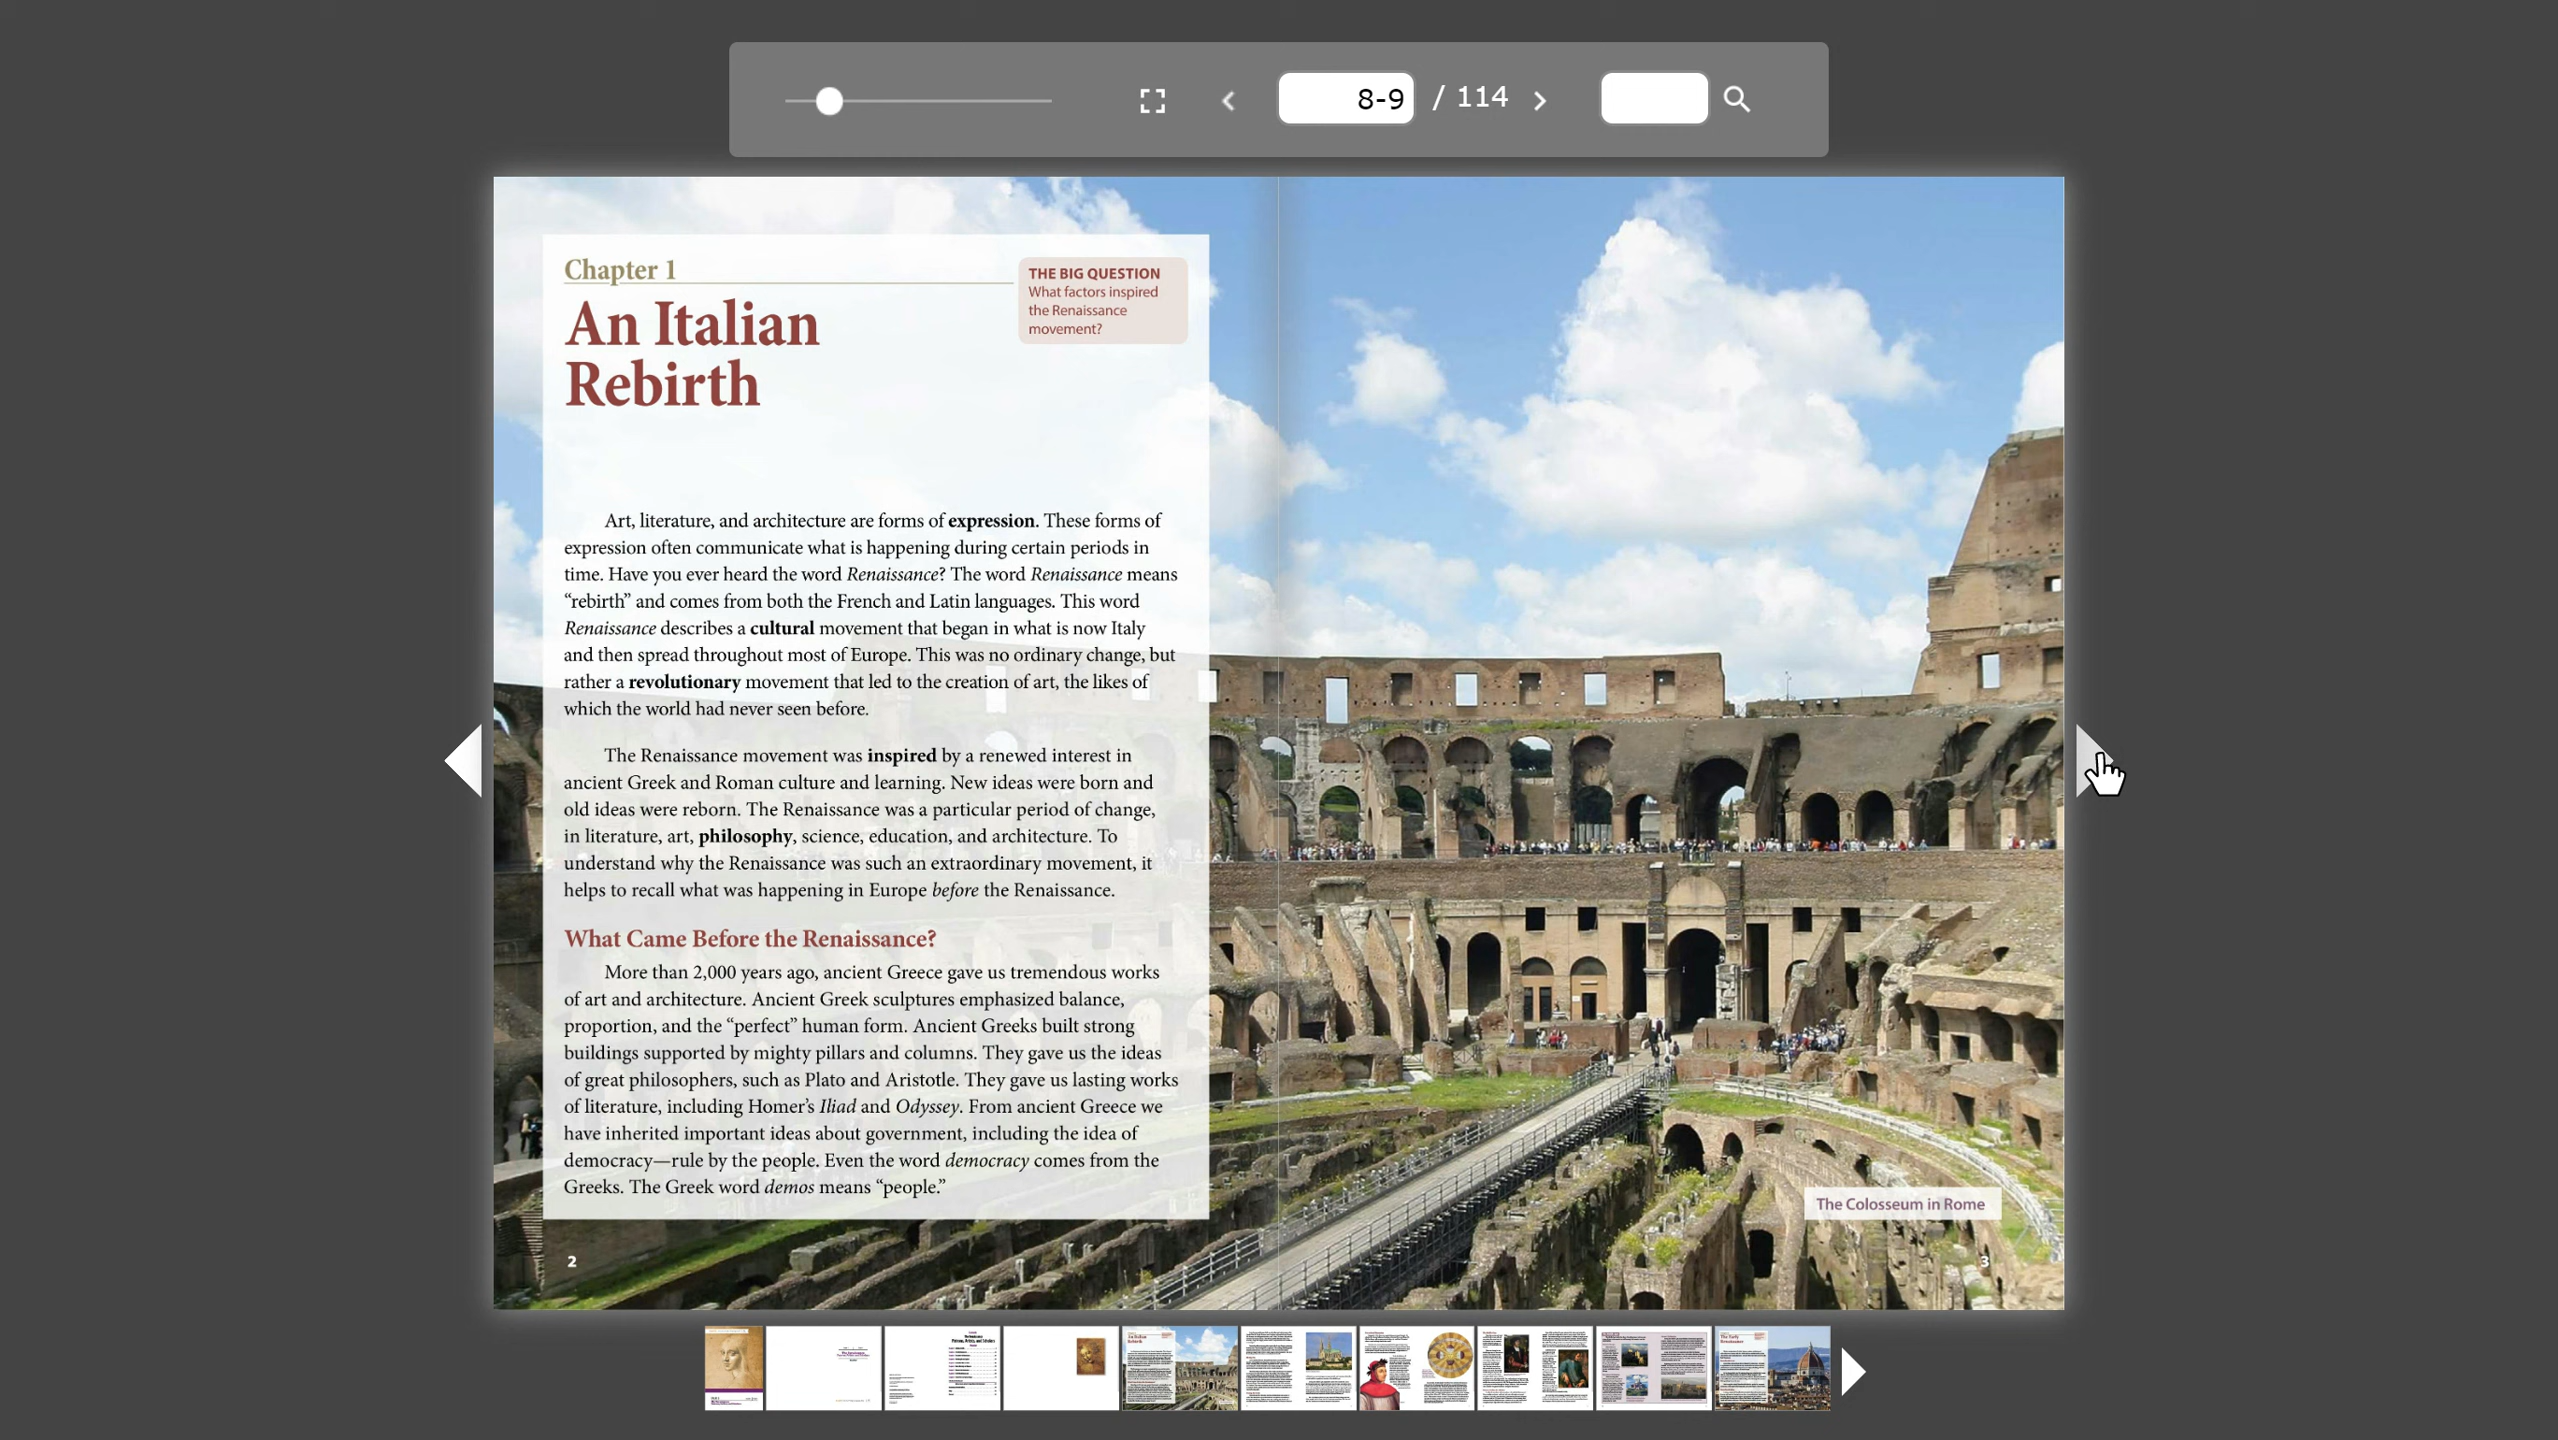 8-9 / 114
Chapter 1
An Italian
Rebirth
THE BIG QUESTION
What factors inspired
the Renaissance
movement?
Art, literature, and architecture are forms of expression. These forms of
expression often communicate what is happening during certain periods in
time. Have you ever heard the word Renaissance? The word Renaissance means
“rebirth” and comes from both the French and Latin languages. This word
Renaissance describes a cultural movement that began in what is now Italy
and then spread throughout most of Europe. This was no ordinary change, but
rather a revolutionary movement that led to the creation of art, the likes of
which the world had never seen before.
The Renaissance movement was inspired by a renewed interest in
ancient Greek and Roman culture and learning. New ideas were born and
old ideas were reborn. The Renaissance was a particular period of change,
in literature, art, philosophy, science, education, and architecture. To
understand why the Renaissance was such an extraordinary movement, it
helps to recall what was happening in Europe before the Renaissance.
What Came Before the Renaissance?
More than 2,000 years ago, ancient Greece gave us tremendous works
of art and architecture. Ancient Greek sculptures emphasized balance,
proportion, and the “perfect” human form. Ancient Greeks built strong
buildings supported by mighty pillars and columns. They gave us the ideas
of great philosophers, such as Plato and Aristotle. They gave us lasting works
of literature, including Homer’s Iliad and Odyssey. From ancient Greece we
have inherited important ideas about government, including the idea of
democracy—rule by the people. Even the word democracy comes from the
Greeks. The Greek word demos means “people.”
2
The Colosseum in Rome
3